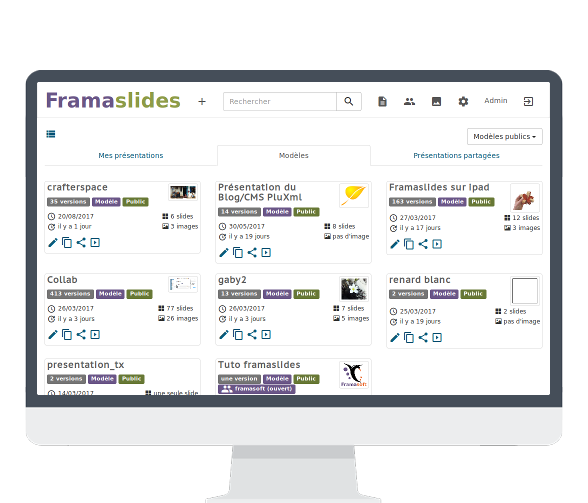 Framaslides + Rechercher Admin
Modèles publics
Mes présentations Modèles Présentations partagées
crafterspace
35 versions Modèle Public
20/08/2017 6 slides
il y a 1 jour 3 images
Présentation du
Blog/CMS PluXml
14 versions Modèle Public
30/05/2017 8 slides
il y a 19 jours pas d'image
Framaslides sur Ipad
163 versions Modèle Public
27/03/2017 12 slides
il y a 17 jours 3 images
Collab
413 versions Modèle Public
26/03/2017 77 slides
il y a 3 jours 26 images
gaby2
13 versions Modèle Public
26/03/2017 7 slides
il y a 3 jours 5 images
renard blanc
2 versions Modèle Public
25/03/2017 2 slides
il y a 19 jours pas d'image
presentation_tx
2 versions Modèle Public
14/03/2017 une seule slide
Tuto framaslides
une version Modèle Public
framasoft (ouvert)
Framasoft